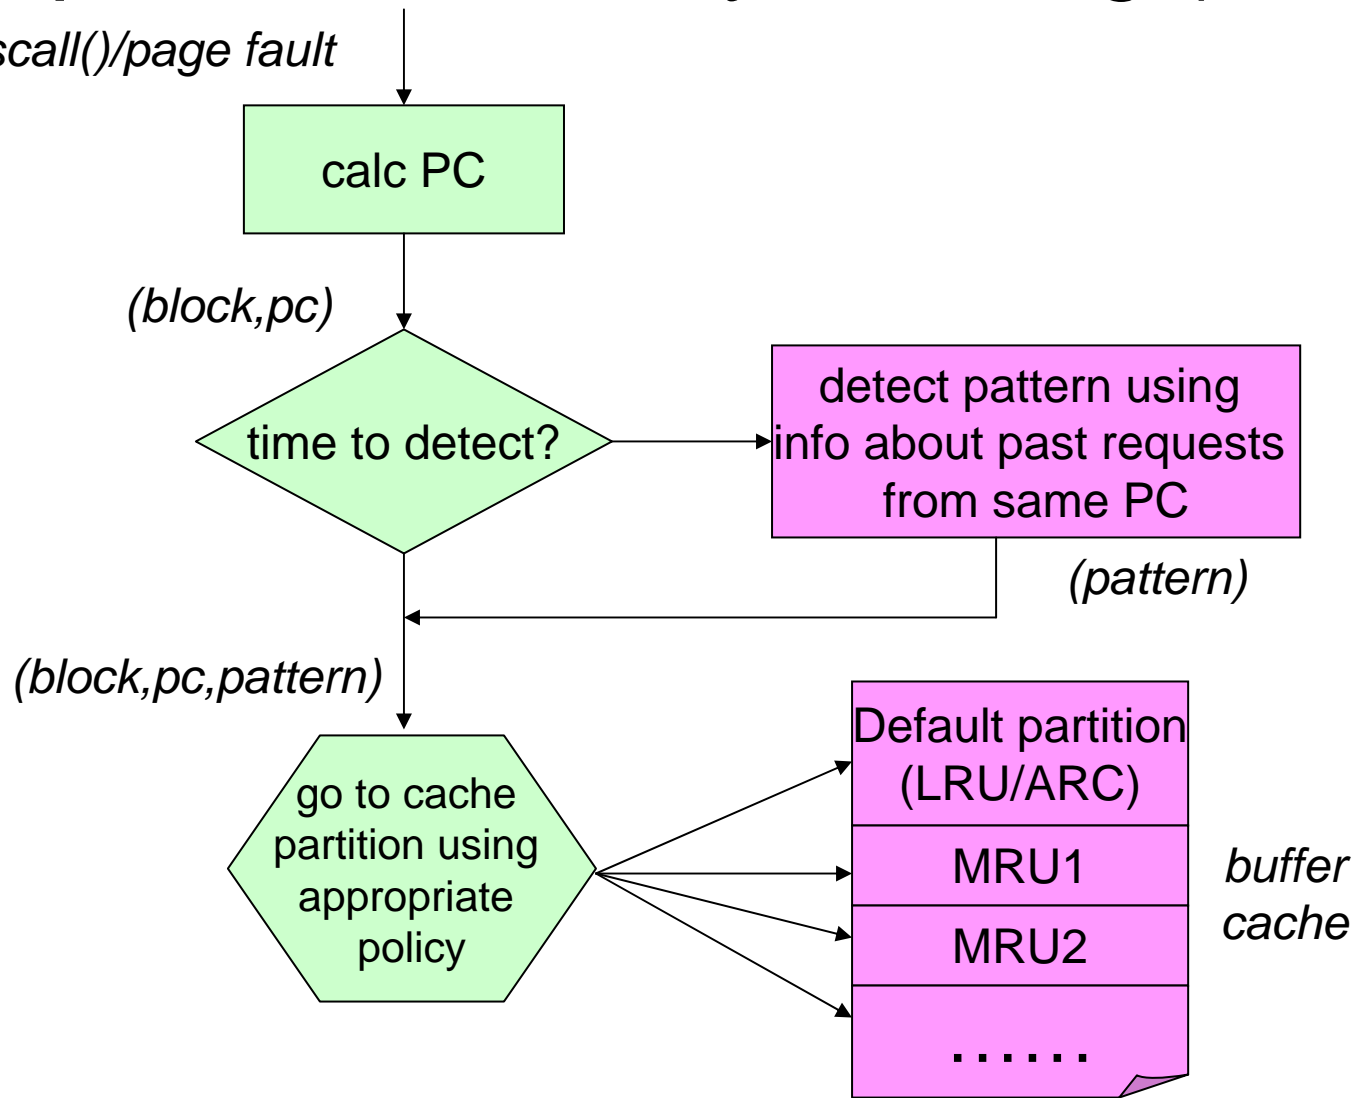 scall()/page fault
calc PC
(block,pc)
time to detect?
detect pattern using
info about past requests
from same PC
(pattern)
(block,pc,pattern)
go to cache
partition using
appropriate
policy
Default partition
(LRU/ARC)
MRU1
MRU2
......
buffer
cache